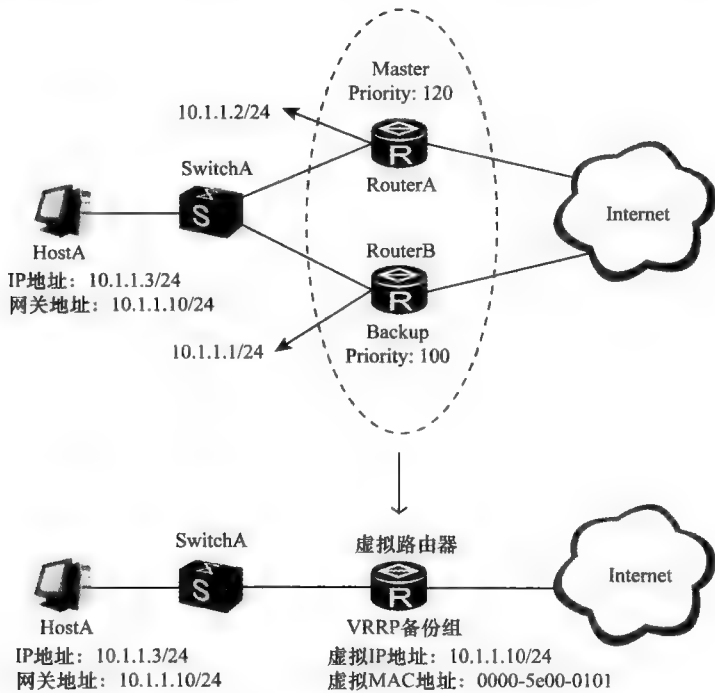 Master
Priority: 120
10.1.1.2/24
SwitchA
R
RouterA
S
Internet
HostA
RouterB
IP地址：10.1.1.3/24
网关地址：10.1.1.10/24
R
10.1.1.1/24
Backup
Priority: 100
SwitchA
虚拟路由器
Internet
S
R
HostA
VRRP备份组
IP地址：10.1.1.3/24
虚拟IP地址：10.1.1.10/24
网关地址：10.1.1.10/24
虚拟MAC地址：0000-5e00-0101